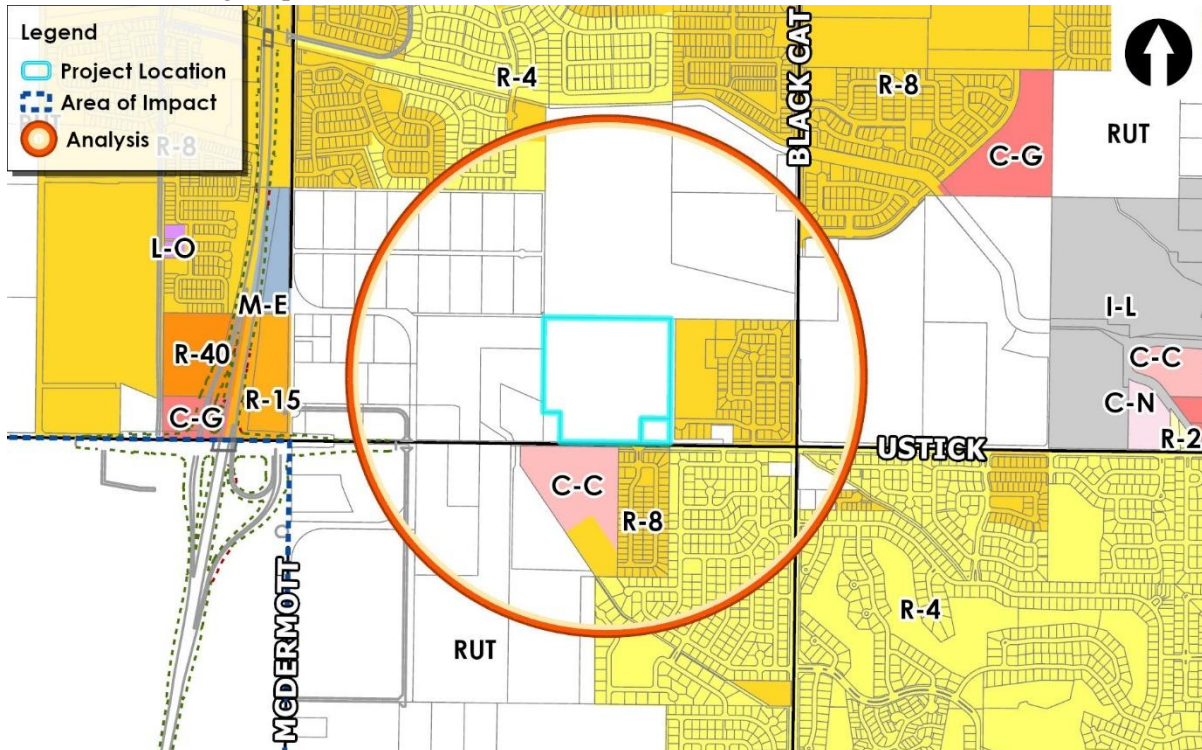 Legend
Project Location
Area of Impact
Analysis
RUT
R-8
R-4
BLACK CAT
R-8
C-G
RUT
L-O
M-E
R-40
R-15
C-G
I-L
C-C
C-N
R-2
USTICK
C-C
R-8
R-4
MCDERMOTT
RUT